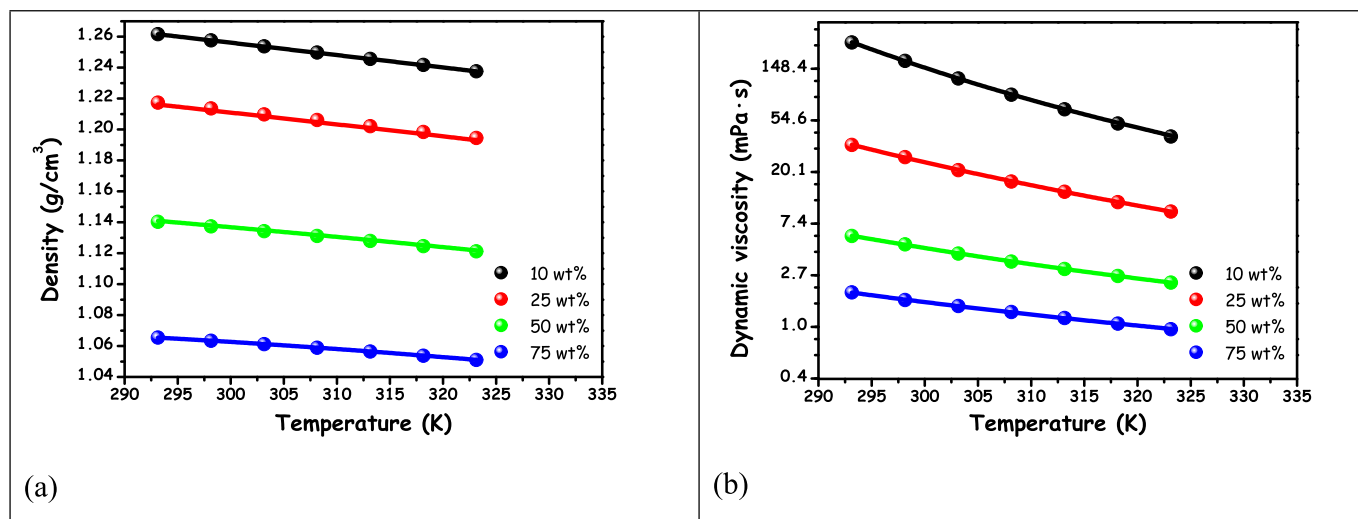 1.26
1.24
1.22
1.20
1.18
1.16
1.14
1.12
1.10
1.08
1.06
1.04
Density (g/cm³)
10 wt%
25 wt%
50 wt%
75 wt%
290 295 300 305 310 315 320 325 330 335
Temperature (K)
(a)
148.4
54.6
20.1
7.4
2.7
1.0
0.4
Dynamic viscosity (mPa·s)
10 wt%
25 wt%
50 wt%
75 wt%
290 295 300 305 310 315 320 325 330 335
Temperature (K)
(b)